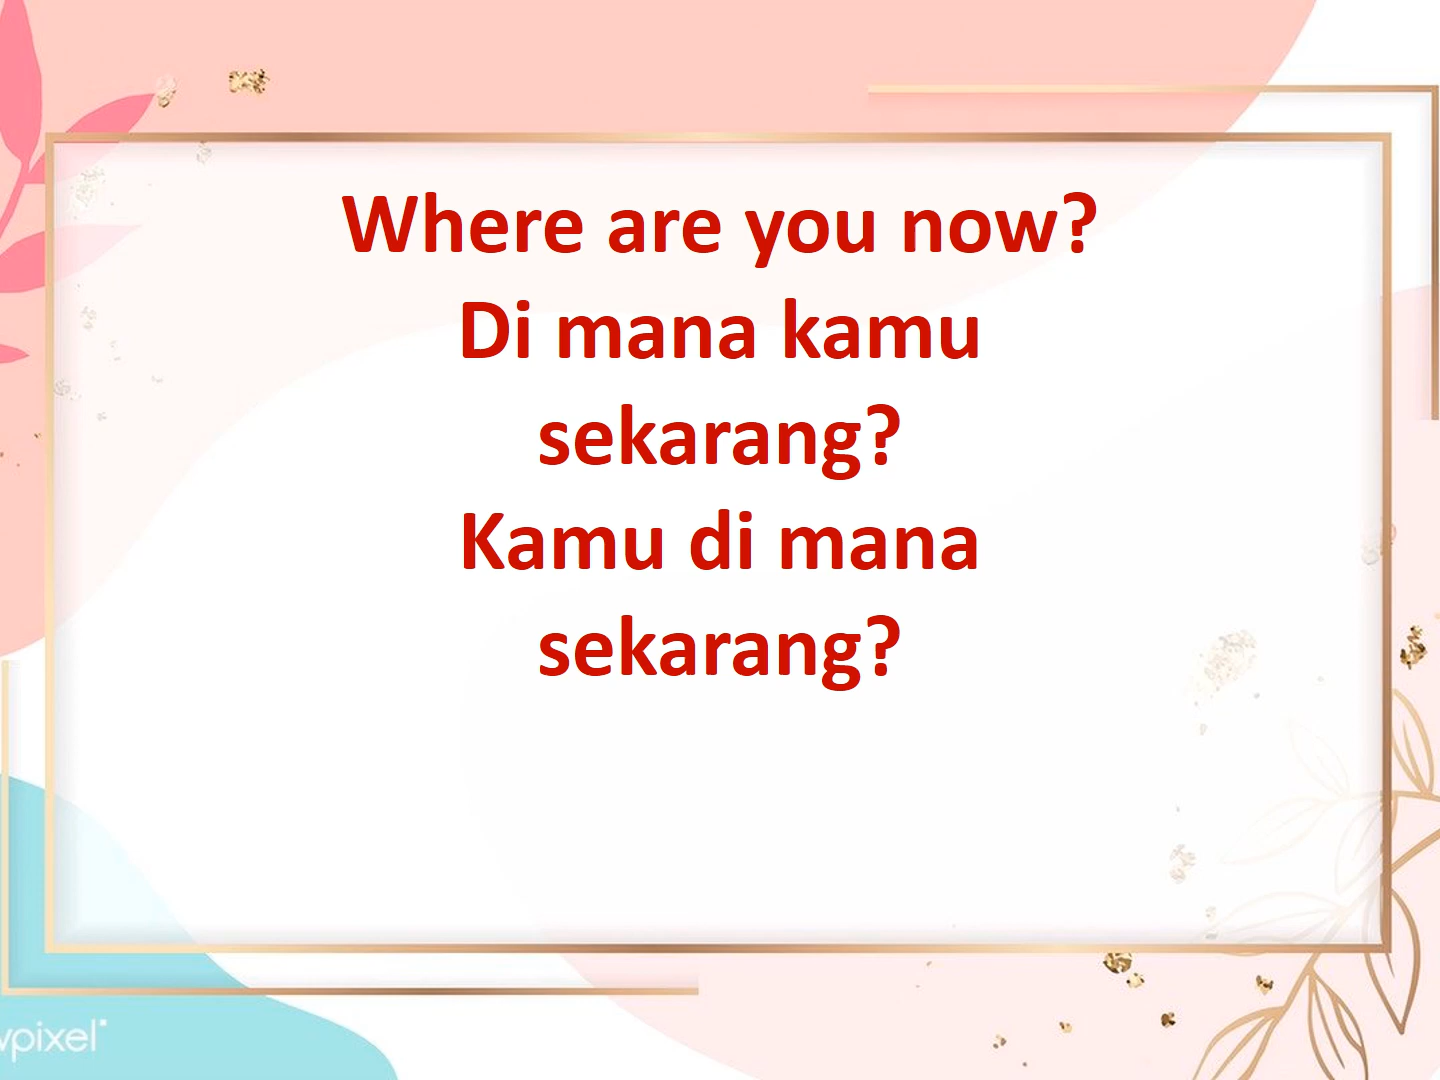 Where are you now?
Di mana kamu
sekarang?
Kamu di mana
sekarang?